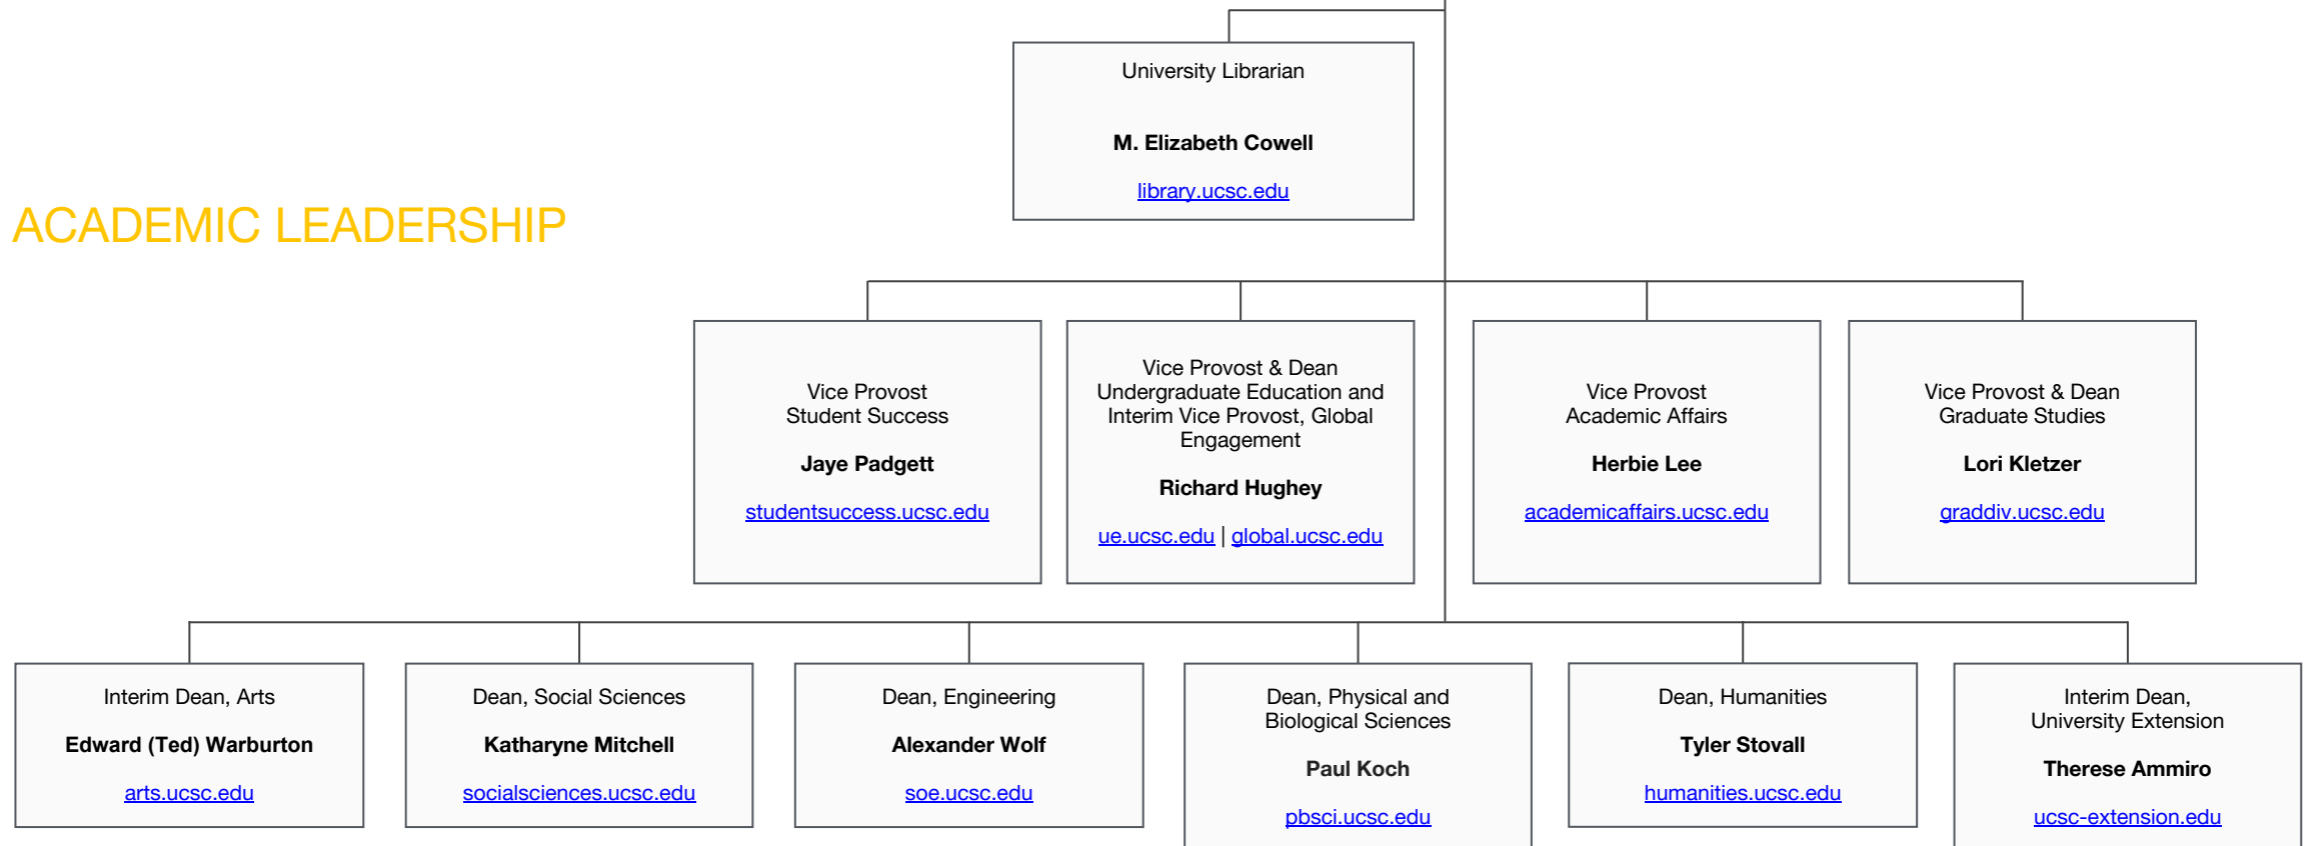 University Librarian
M. Elizabeth Cowell
library.ucsc.edu
ACADEMIC LEADERSHIP
Vice Provost
Student Success
Jaye Padgett
studentsuccess.ucsc.edu
Vice Provost & Dean
Undergraduate Education and
Interim Vice Provost, Global
Engagement
Richard Hughey
ue.ucsc.edu | global.ucsc.edu
Vice Provost
Academic Affairs
Herbie Lee
academicaffairs.ucsc.edu
Vice Provost & Dean
Graduate Studies
Lori Kletzer
graddiv.ucsc.edu
Interim Dean, Arts
Edward (Ted) Warburton
arts.ucsc.edu
Dean, Social Sciences
Katharyne Mitchell
socialsciences.ucsc.edu
Dean, Engineering
Alexander Wolf
soe.ucsc.edu
Dean, Physical and
Biological Sciences
Paul Koch
pbsci.ucsc.edu
Dean, Humanities
Tyler Stovall
humanities.ucsc.edu
Interim Dean,
University Extension
Therese Ammiro
ucsc-extension.edu